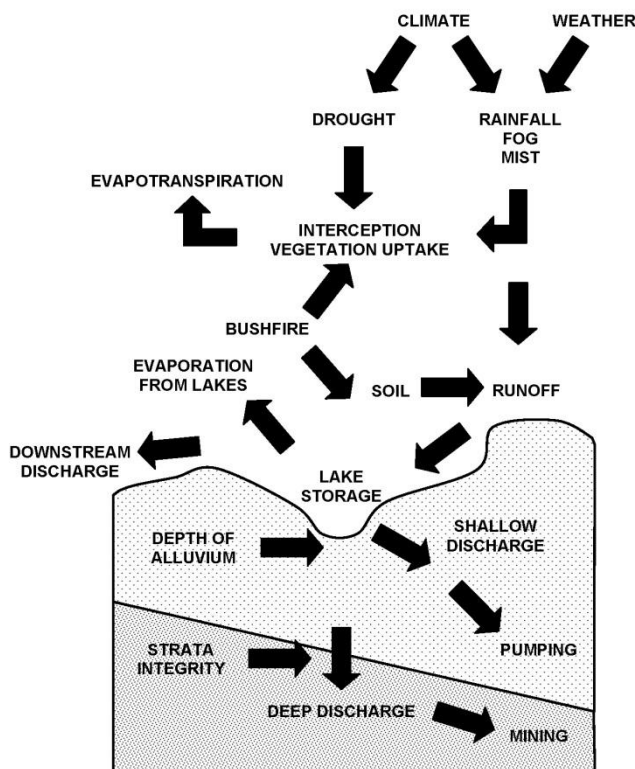 CLIMATE
WEATHER
DROUGHT
RAINFALL
FOG
MIST
EVAPOTRANSPIRATION
INTERCEPTION
VEGETATION UPTAKE
BUSHFIRE
EVAPORATION
FROM LAKES
SOIL
RUNOFF
DOWNSTREAM
DISCHARGE
LAKE
STORAGE
DEPTH OF
ALLUVIUM
SHALLOW
DISCHARGE
STRATA
INTEGRITY
PUMPING
DEEP DISCHARGE
MINING